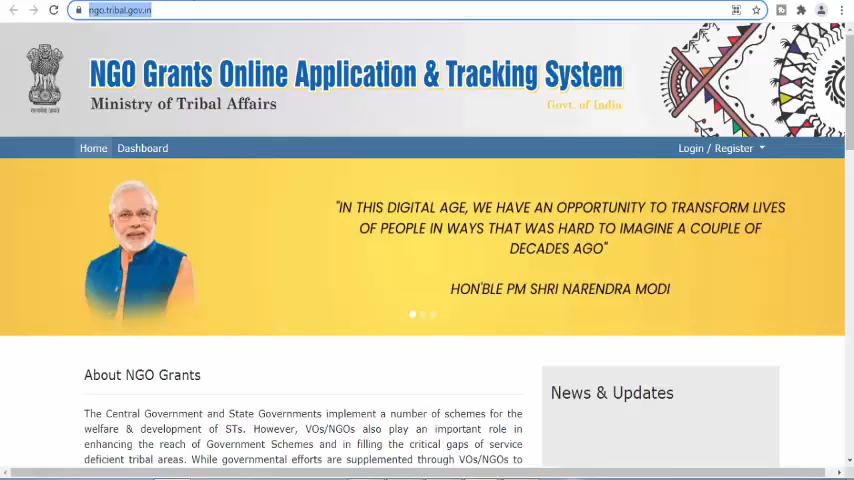 ngo.tribal.gov.in
NGO Grants Online Application & Tracking System
Ministry of Tribal Affairs
Govt. of India
Home Dashboard Login / Register
"IN THIS DIGITAL AGE, WE HAVE AN OPPORTUNITY TO TRANSFORM LIVES
OF PEOPLE IN WAYS THAT WAS HARD TO IMAGINE A COUPLE OF
DECADES AGO"
HON'BLE PM SHRI NARENDRA MODI
About NGO Grants
The Central Government and State Governments implement a number of schemes for the
welfare & development of STs. However, VOs/NGOs also play an important role in
enhancing the reach of Government Schemes and in filling the critical gaps of service
deficient tribal areas. While governmental efforts are supplemented through VOs/NGOs to
News & Updates